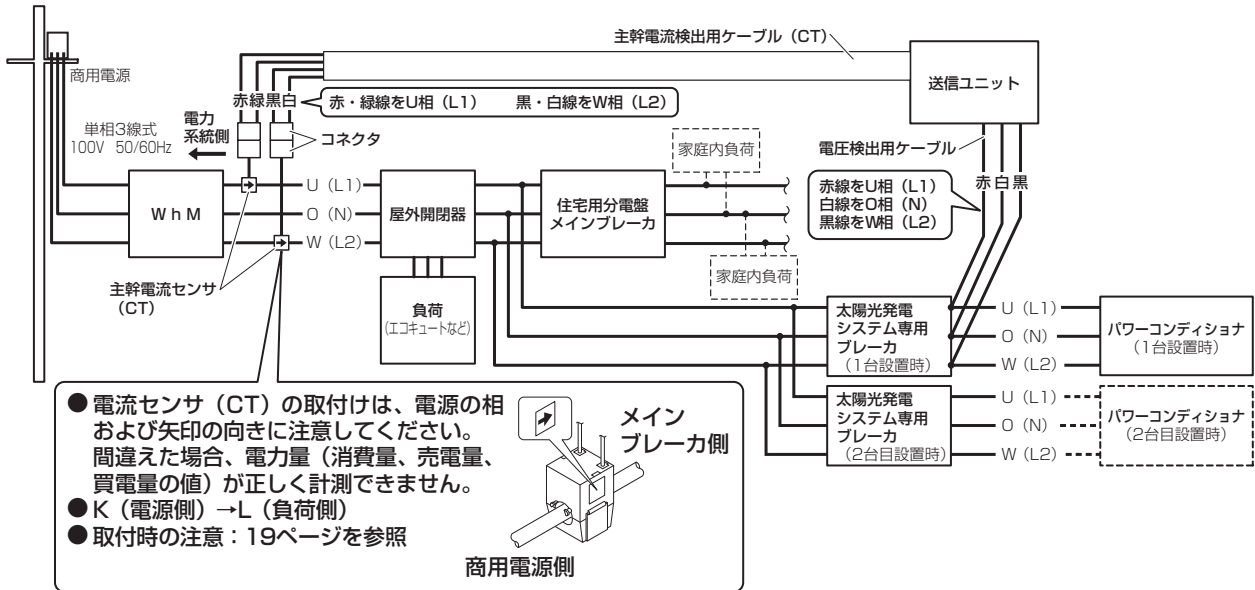 主幹電流検出用ケーブル（CT）
送信ユニット
商用電源
赤緑黒白
赤・緑線をU相（L1） 黒・白線をW相（L2）
単相3線式
100V 50/60Hz
電力
系統側
コネクタ
家庭内負荷
電圧検出用ケーブル
赤線をU相（L1）
白線をO相（N）
黒線をW相（L2）
赤白黒
WhM
U（L1）
O（N）
W（L2）
屋外開閉器
住宅用分電盤
メインブレーカ
家庭内負荷
主幹電流センサ
（CT）
負荷
（エコキュートなど）
太陽光発電
システム専用
ブレーカ
（1台設置時）
U（L1）
O（N）
W（L2）
パワーコンディショナ
（1台設置時）
太陽光発電
システム専用
ブレーカ
（2台目設置時）
U（L1）
O（N）
W（L2）
パワーコンディショナ
（2台目設置時）
●電流センサ（CT）の取付けは、電源の相
および矢印の向きに注意してください。
間違えた場合、電力量（消費量、売電量、
買電量の値）が正しく計測できません。
●K（電源側）→L（負荷側）
●取付時の注意：19ページを参照
メイン
ブレーカ側
商用電源側